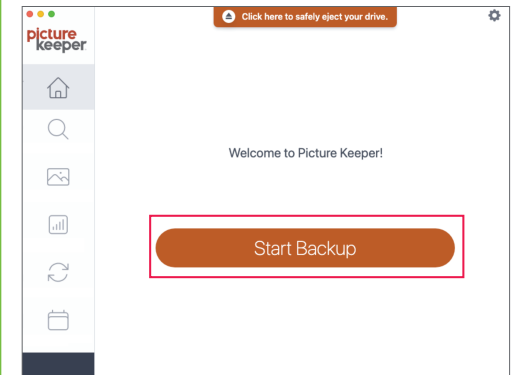 Click here to safely eject your drive.
picture
keeper
Welcome to Picture Keeper!
Start Backup